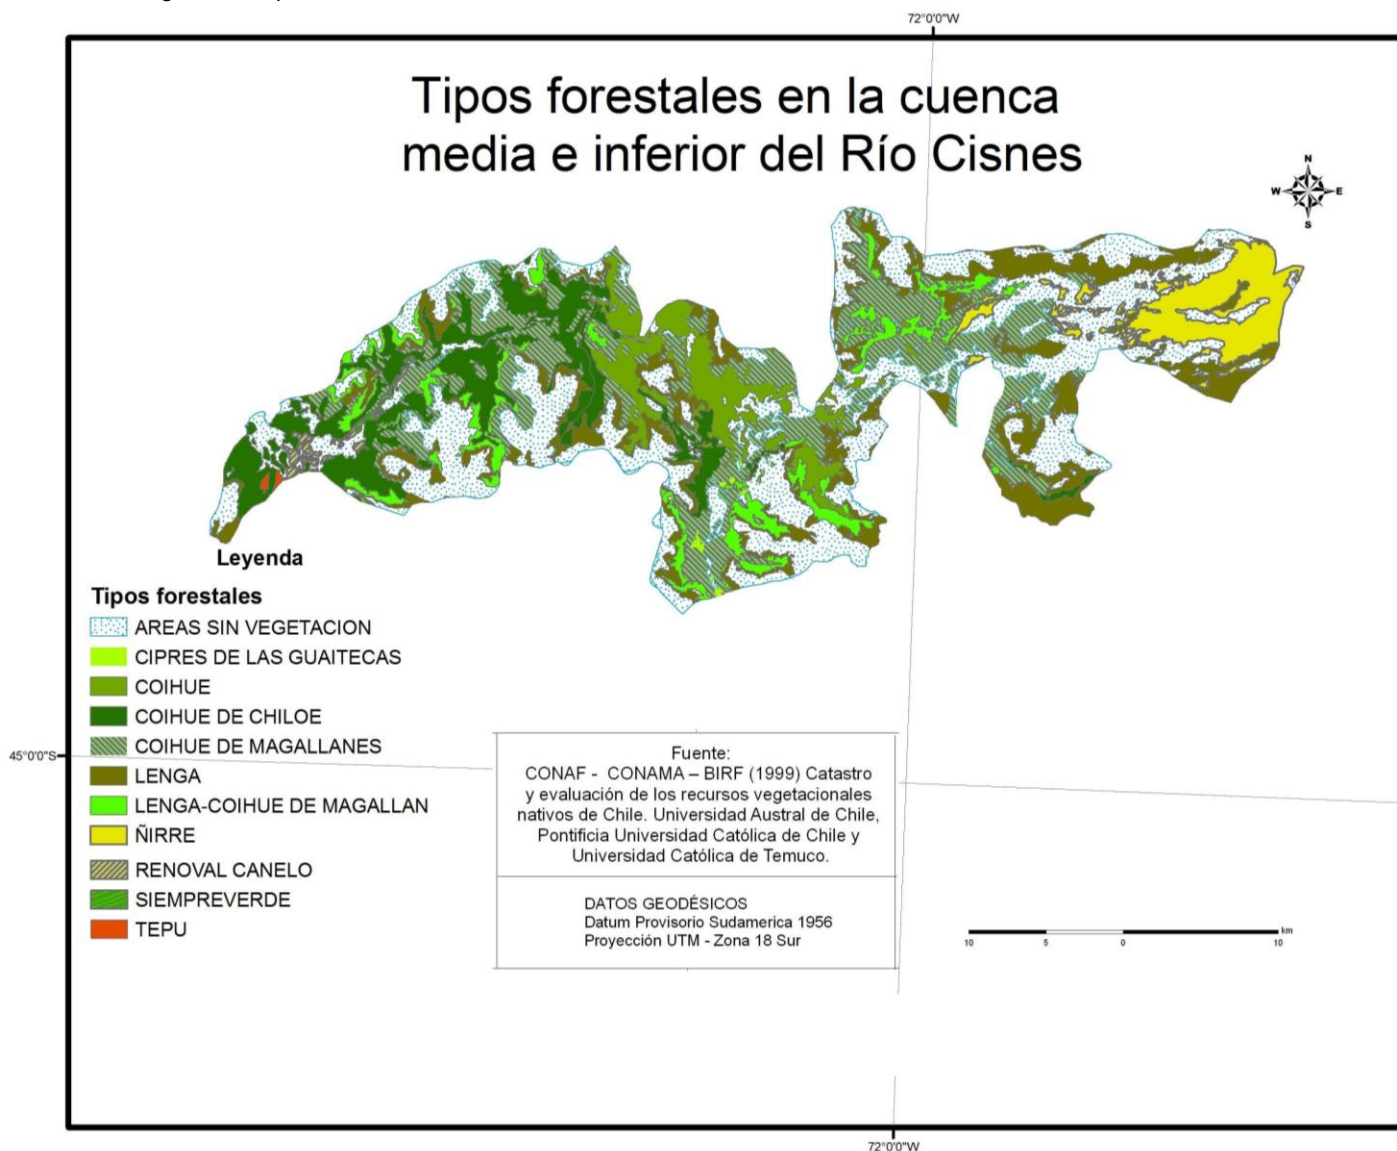 72°0'0"W
Tipos forestales en la cuenca
media e inferior del Río Cisnes
N
W E
S
Leyenda
Tipos forestales
AREAS SIN VEGETACION
CIPRES DE LAS GUAITECAS
COIHUE
COIHUE DE CHILOE
COIHUE DE MAGALLANES
LENGA
LENGA-COIHUE DE MAGALLAN
ÑIRRE
RENOVAL CANELO
SIEMPREVERDE
TEPU
45°0'0"S
Fuente:
CONAF - CONAMA – BIRF (1999) Catastro
y evaluación de los recursos vegetacionales
nativos de Chile. Universidad Austral de Chile,
Pontificia Universidad Católica de Chile y
Universidad Católica de Temuco.
DATOS GEODÉSICOS
Datum Provisorio Sudamerica 1956
Proyección UTM - Zona 18 Sur
km
10 5 0 10
72°0'0"W